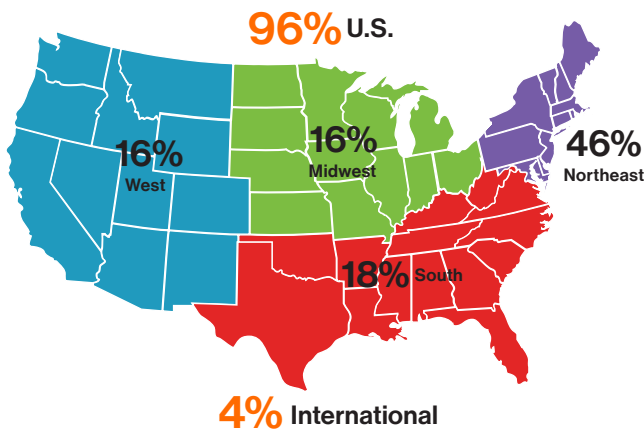 96% U.S.
16%
West
16%
Midwest
46%
Northeast
18% South
4% International